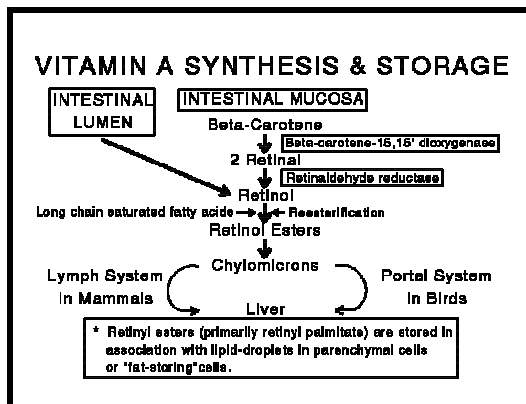 VITAMIN A SYNTHESIS & STORAGE
INTESTINAL
LUMEN
INTESTINAL MUCOSA
Beta-Carotene
Beta-carotene-15,15' dioxygenase
2 Retinal
Retinaldehyde reductase
Retinol
Long chain saturated fatty acids
Reesterification
Retinol Esters
Chylomicrons
Lymph System
in Mammals
Portal System
in Birds
Liver
* Retinyl esters (primarily retinyl palmitate) are stored in
association with lipid-droplets in parenchymal cells
or "fat-storing"cells.